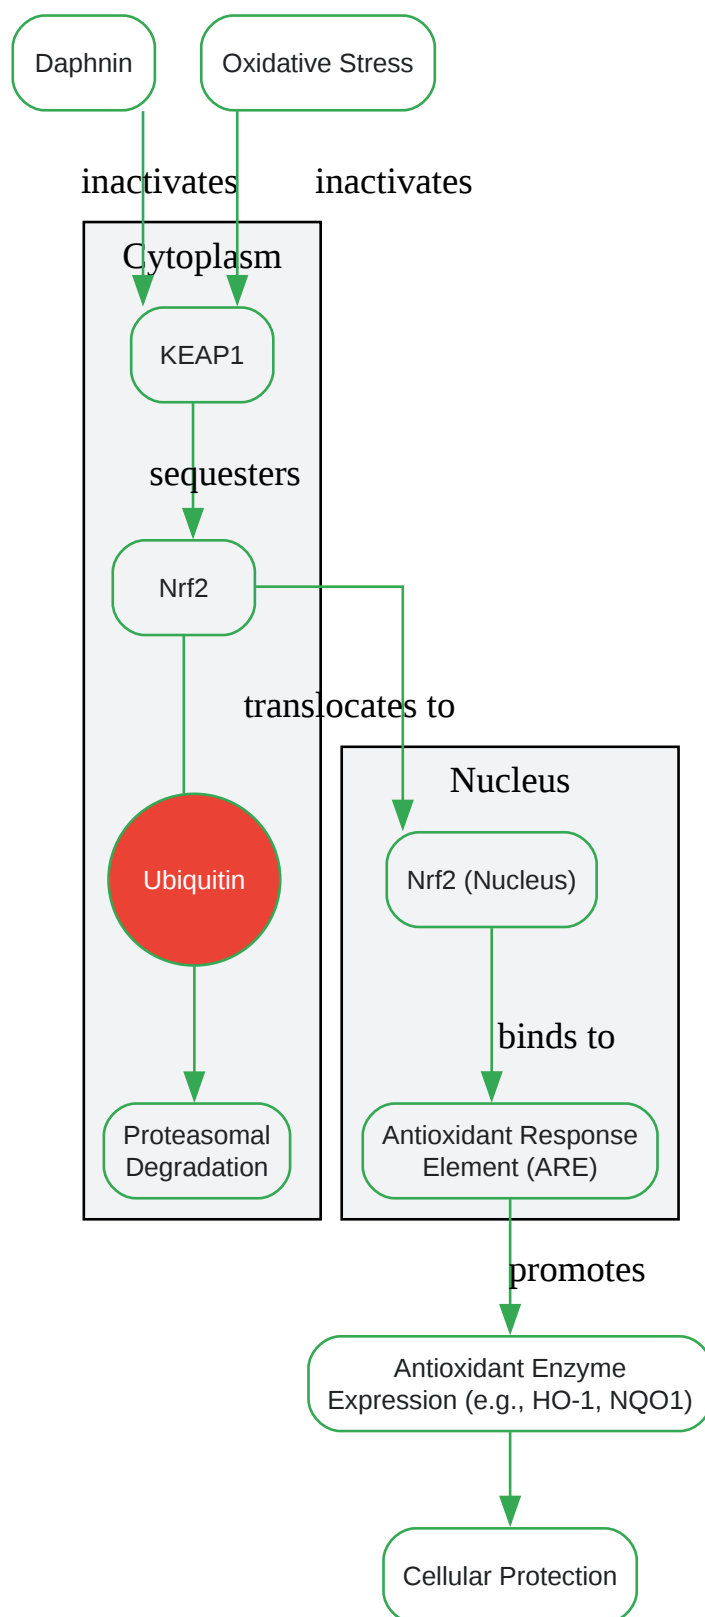 Daphnin
Oxidative Stress
inactivates
inactivates
Cytoplasm
KEAP1
sequesters
Nrf2
translocates to
Nucleus
Ubiquitin
Nrf2 (Nucleus)
binds to
Proteasomal
Degradation
Antioxidant Response
Element (ARE)
promotes
Antioxidant Enzyme
Expression (e.g., HO-1, NQO1)
Cellular Protection